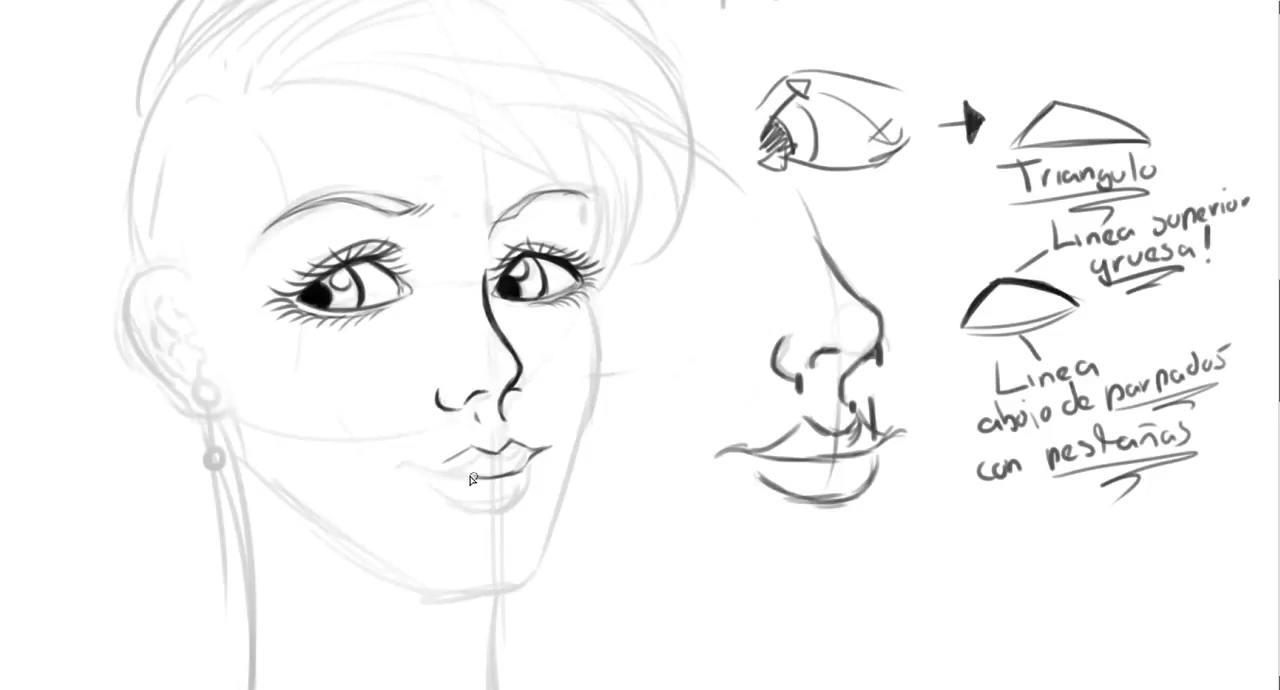 Triangulo
Linea superior
gruesa!
Linea
abajo de parpados
con pestañas